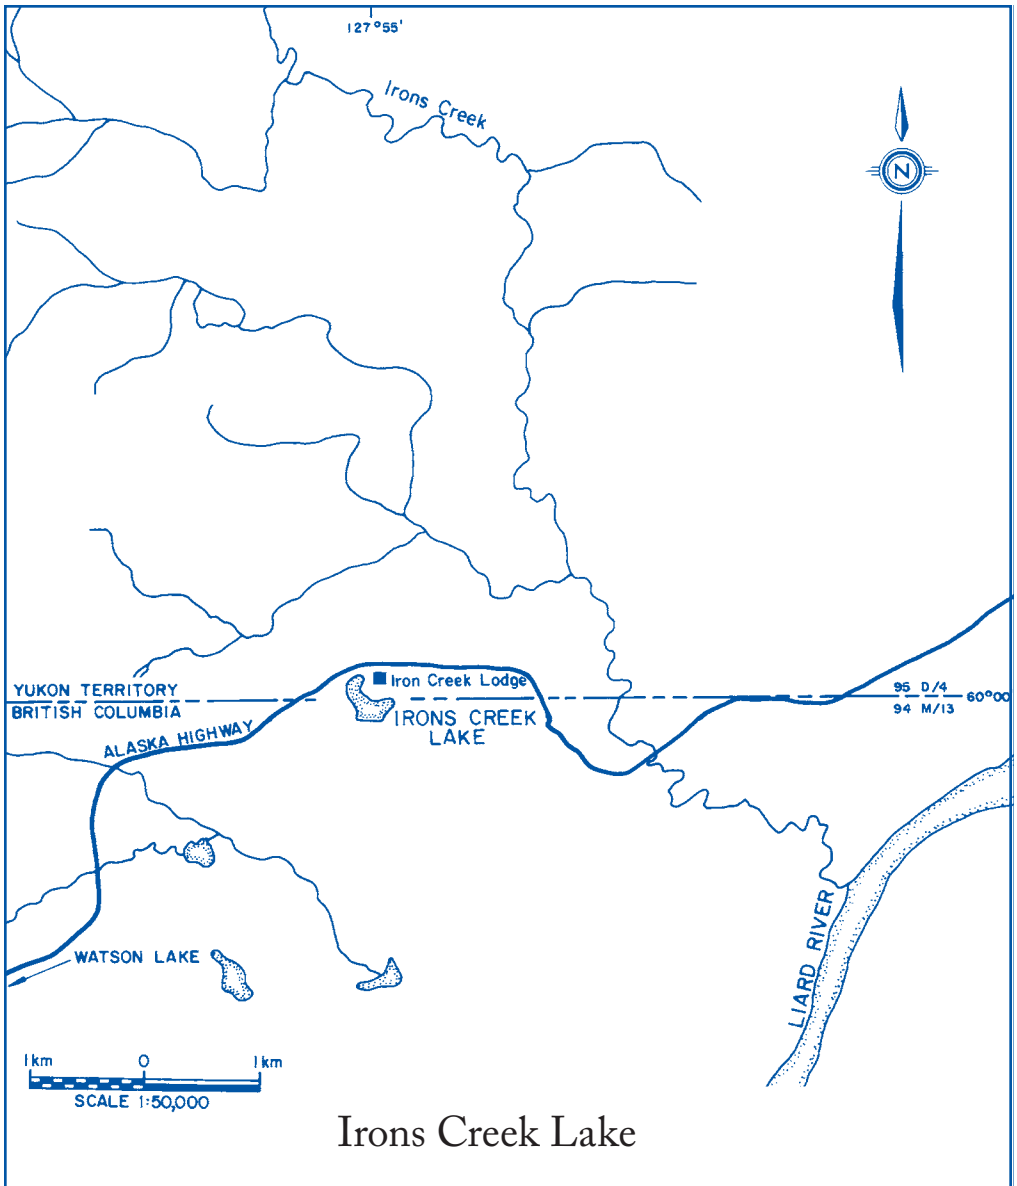 127°55'
Irons Creek
N
Iron Creek Lodge
YUKON TERRITORY
BRITISH COLUMBIA
95 D/4
94 M/13
60°00
IRONS CREEK
LAKE
ALASKA HIGHWAY
LIARD RIVER
WATSON LAKE
1km 0 1km
SCALE 1:50,000
Irons Creek Lake